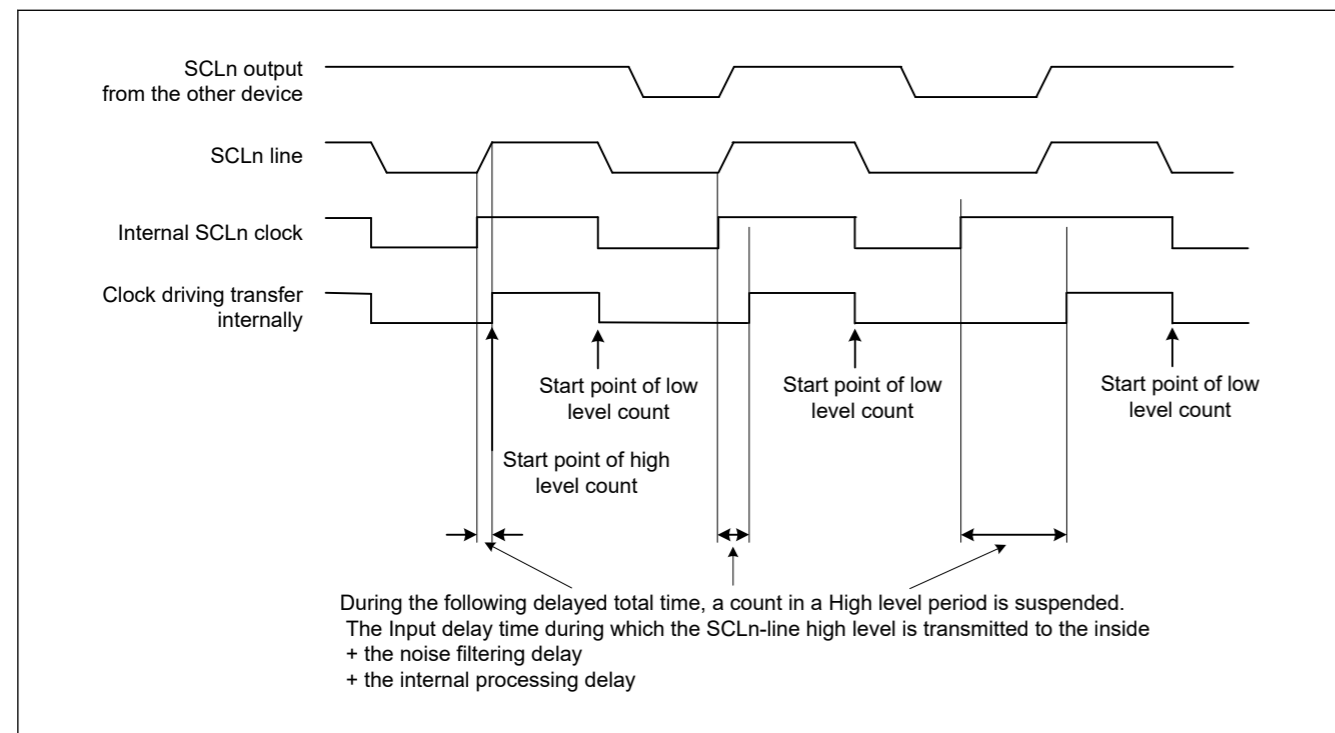 SCLn output
from the other device
SCLn line
Internal SCLn clock
Clock driving transfer
internally
Start point of low
level count
Start point of low
level count
Start point of low
level count
Start point of high
level count
During the following delayed total time, a count in a High level period is suspended.
The Input delay time during which the SCLn-line high level is transmitted to the inside
+ the noise filtering delay
+ the internal processing delay